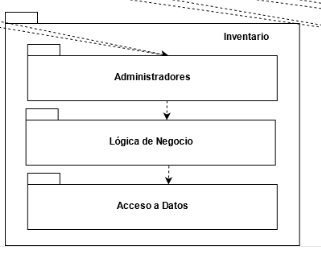 Inventario
Administradores
Lógica de Negocio
Acceso a Datos